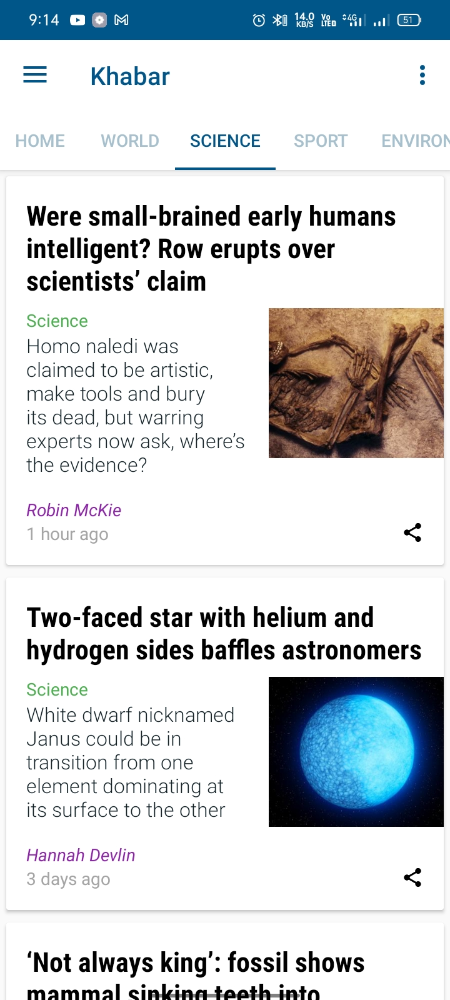 9:14 14.0 KB/S Vo LTED 4G 51
Khabar
HOME WORLD SCIENCE SPORT ENVIRON
Were small-brained early humans
intelligent? Row erupts over
scientists’ claim
Science
Homo naledi was
claimed to be artistic,
make tools and bury
its dead, but warring
experts now ask, where’s
the evidence?
Robin McKie
1 hour ago
Two-faced star with helium and
hydrogen sides baffles astronomers
Science
White dwarf nicknamed
Janus could be in
transition from one
element dominating at
its surface to the other
Hannah Devlin
3 days ago
‘Not always king’: fossil shows
mammal sinking teeth into